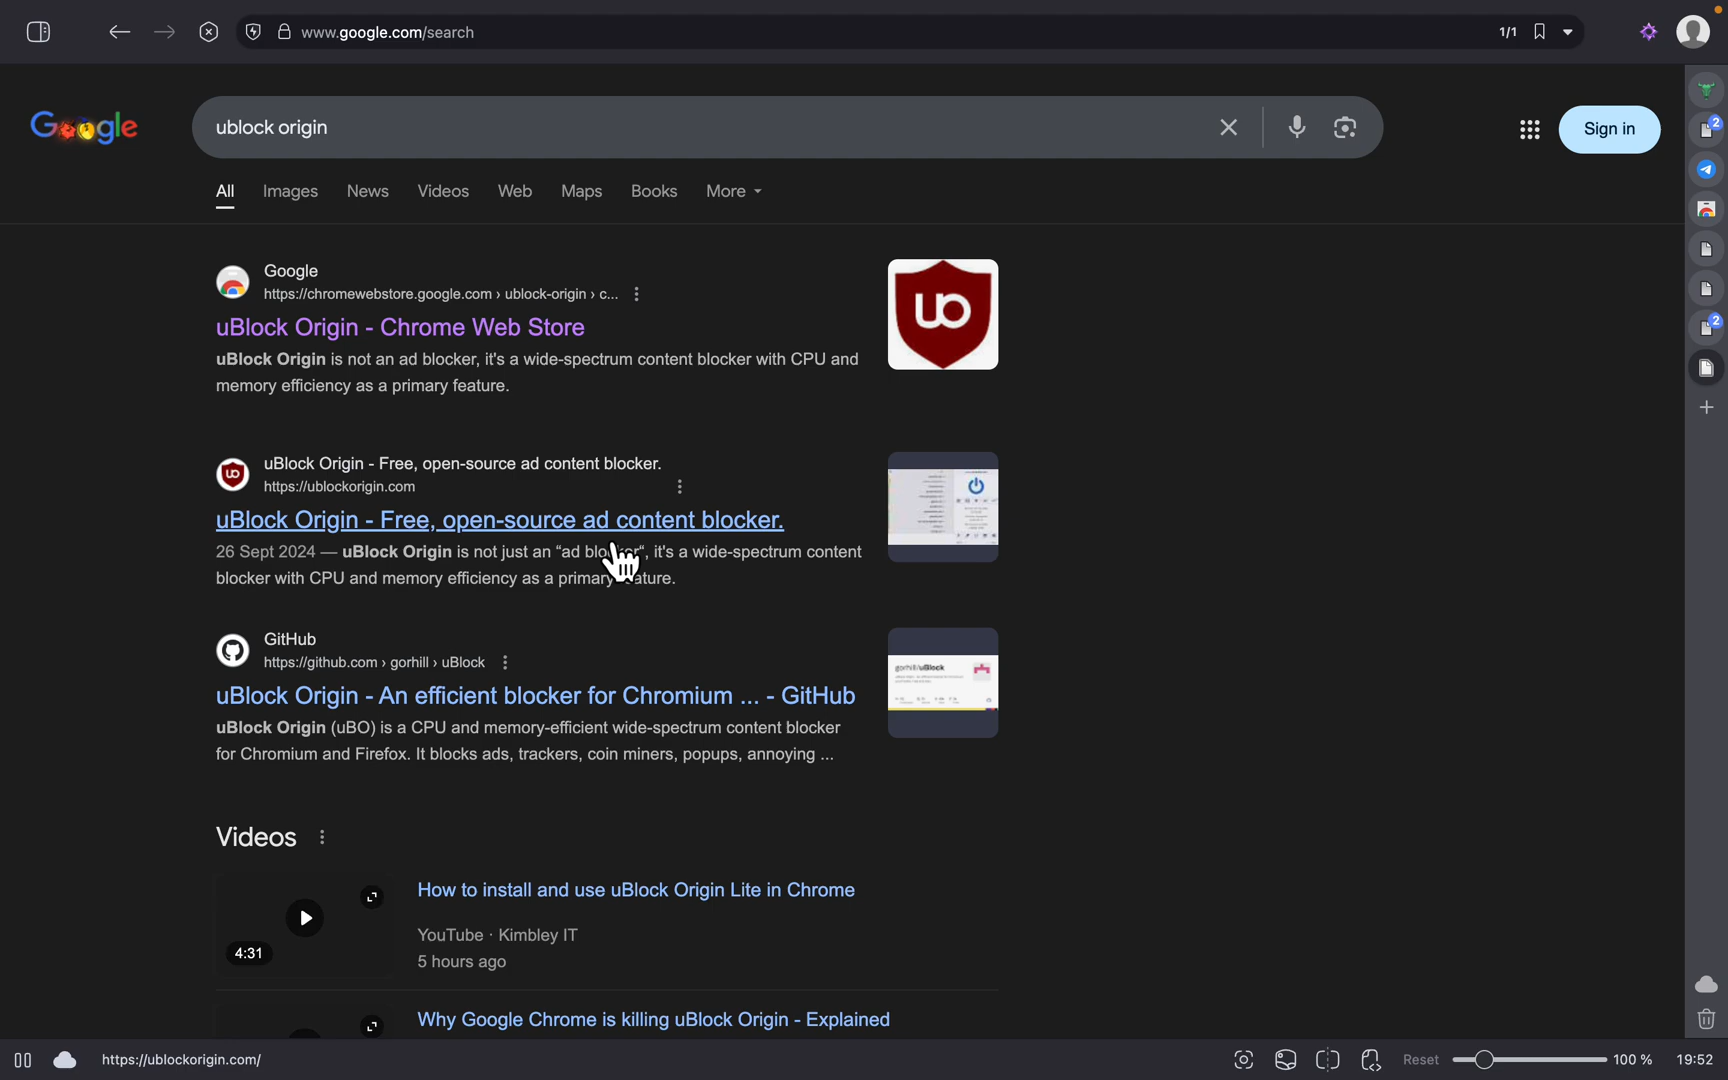 www.google.com/search
1/1
Google
ublock origin
Sign in
All Images News Videos Web Maps Books More
2
2
Google
https://chromewebstore.google.com › ublock-origin › c...
uBlock Origin - Chrome Web Store
uBlock Origin is not an ad blocker, it's a wide-spectrum content blocker with CPU and
memory efficiency as a primary feature.
uBlock Origin - Free, open-source ad content blocker.
https://ublockorigin.com
uBlock Origin - Free, open-source ad content blocker.
26 Sept 2024 — uBlock Origin is not just an “ad“, it's a wide-spectrum content
blocker with CPU and memory efficiency as a primary
GitHub
https://github.com › gorhill › uBlock
uBlock Origin - An efficient blocker for Chromium ... - GitHub
gorhill/uBlock
uBlock Origin (uBO) is a CPU and memory-efficient wide-spectrum content blocker
for Chromium and Firefox. It blocks ads, trackers, coin miners, popups, annoying ...
Videos
How to install and use uBlock Origin Lite in Chrome
YouTube · Kimbley IT
4:31
5 hours ago
Why Google Chrome is killing uBlock Origin - Explained
https://ublockorigin.com/
Reset
100 %
19:52